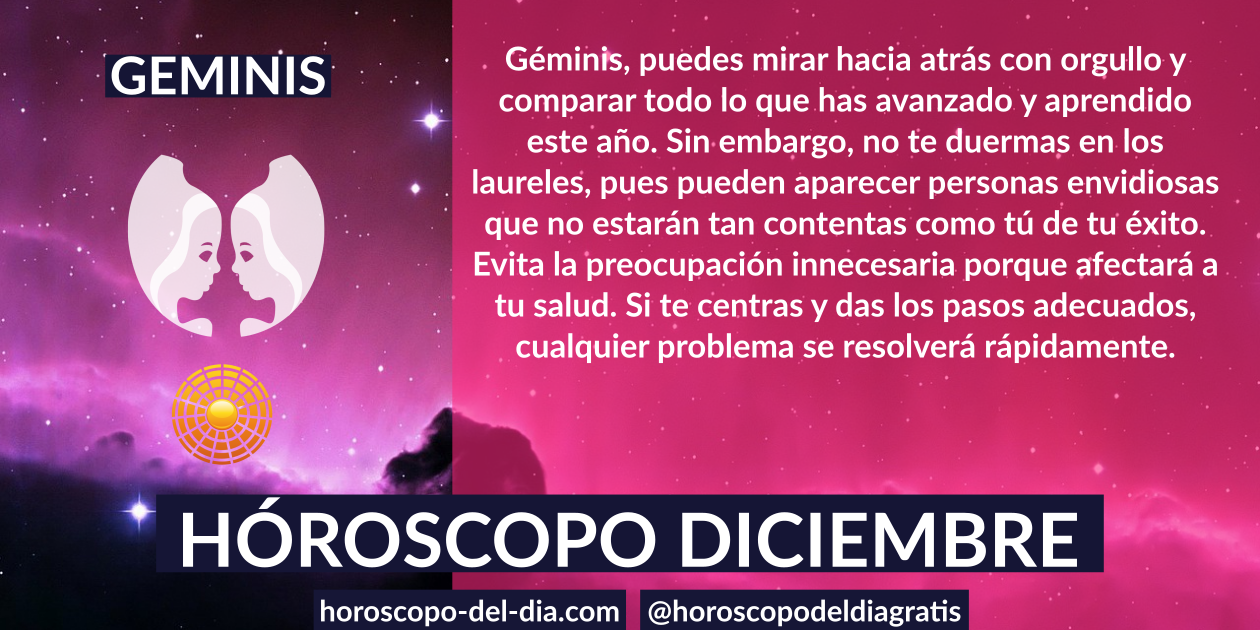 GEMINIS
Géminis, puedes mirar hacia atrás con orgullo y
comparar todo lo que has avanzado y aprendido
este año. Sin embargo, no te duermas en los
laureles, pues pueden aparecer personas envidiosas
que no estarán tan contentas como tú de tu éxito.
Evita la preocupación innecesaria porque afectará a
tu salud. Si te centras y das los pasos adecuados,
cualquier problema se resolverá rápidamente.
HÓROSCOPO DICIEMBRE
horoscopo-del-dia.com
@horoscopodeldiagratis